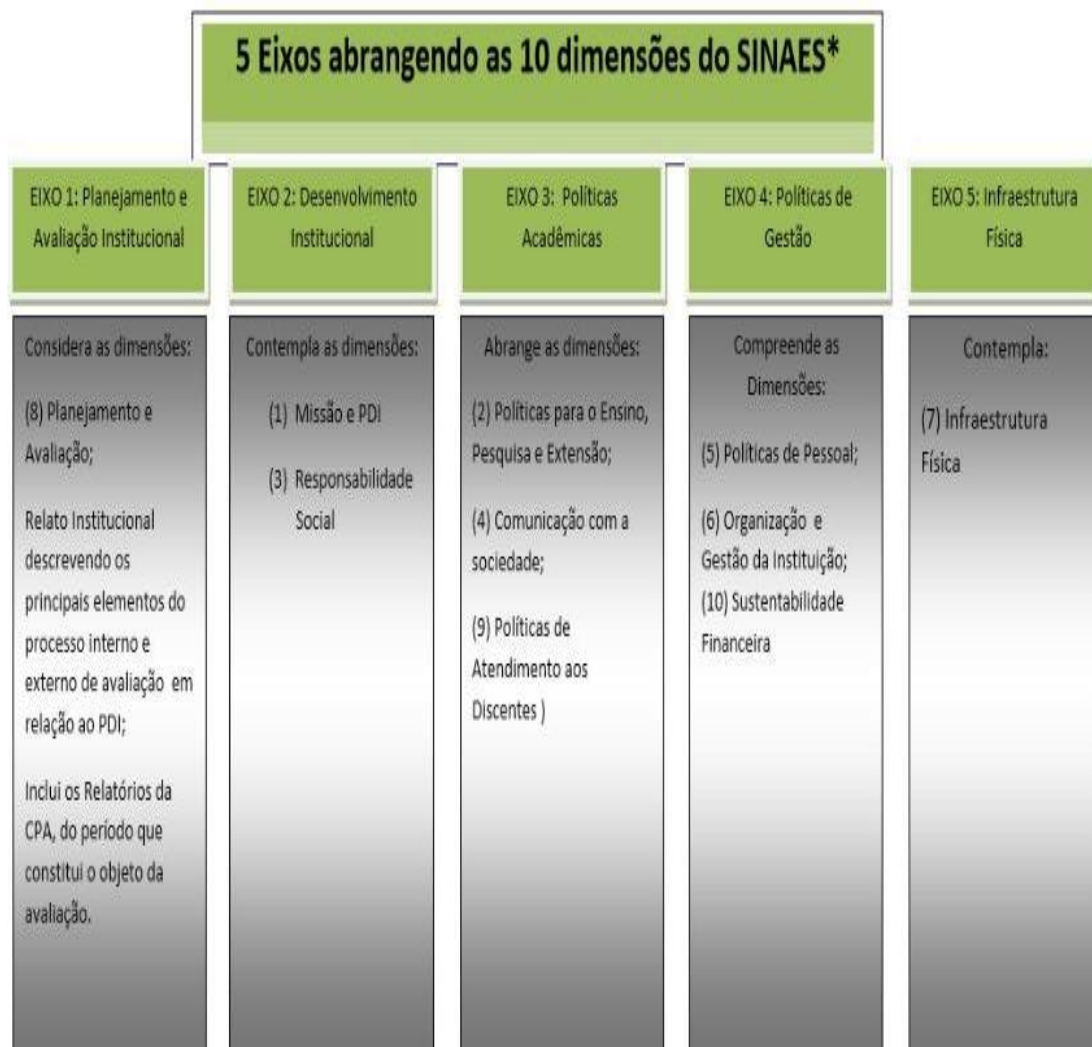 5 Eixos abrangendo as 10 dimensões do SINAES*
EIXO 1: Planejamento e
Avaliação Institucional
EIXO 2: Desenvolvimento
Institucional
EIXO 3: Políticas
Acadêmicas
EIXO 4: Políticas de
Gestão
EIXO 5: Infraestrutura
Física
Considera as dimensões:
(8) Planejamento e
Avaliação;
Relato Institucional
descrevendo os
principais elementos do
processo interno e
externo de avaliação em
relação ao PDI;
Inclui os Relatórios da
CPA, do período que
constitui o objeto da
avaliação.
Contempla as dimensões:
(1) Missão e PDI
(3) Responsabilidade
Social
Abrange as dimensões:
(2) Políticas para o Ensino,
Pesquisa e Extensão;
(4) Comunicação com a
sociedade;
(9) Políticas de
Atendimento aos
Discentes )
Compreende as
Dimensões:
(5) Políticas de Pessoal;
(6) Organização e
Gestão da Instituição;
(10) Sustentabilidade
Financeira
Contempla:
(7) Infraestrutura
Física